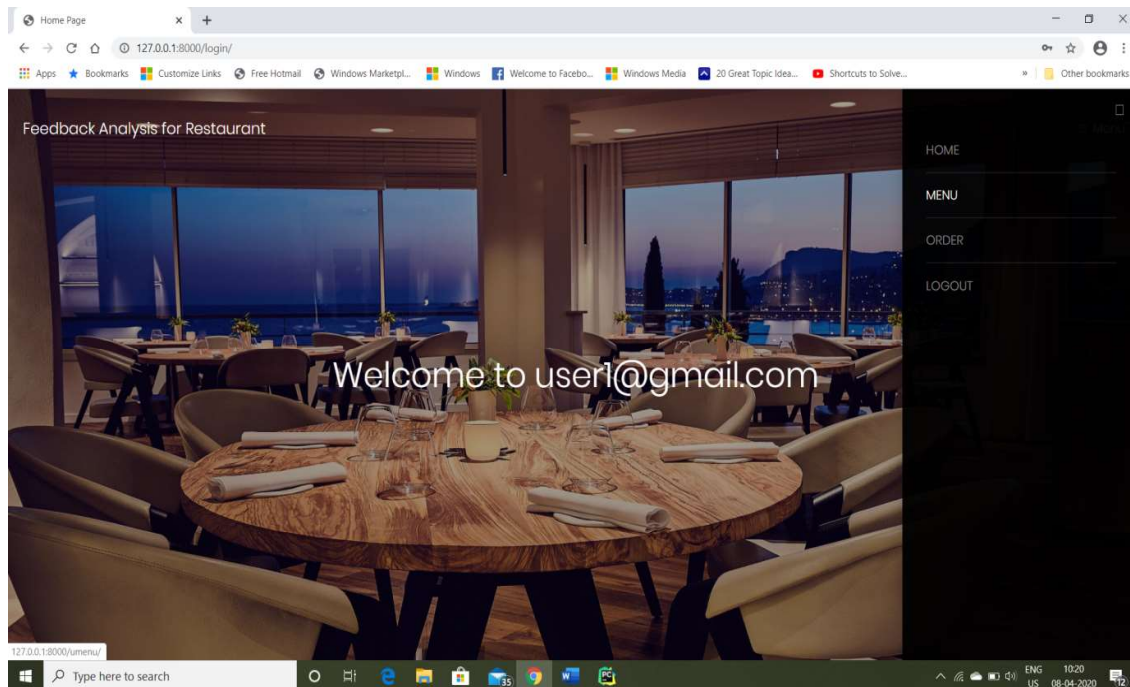 Home Page
127.0.0.1:8000/login/
Apps Bookmarks Customize Links Free Hotmail Windows Marketpl... Windows Welcome to Facebo... Windows Media 20 Great Topic Idea... Shortcuts to Solve... » Other bookmarks
Feedback Analysis for Restaurant
Menu
HOME
MENU
ORDER
LOGOUT
Welcome to user1@gmail.com
127.0.0.1:8000/umenu/
Type here to search
35
ENG 10:20
US 08-04-2020 12